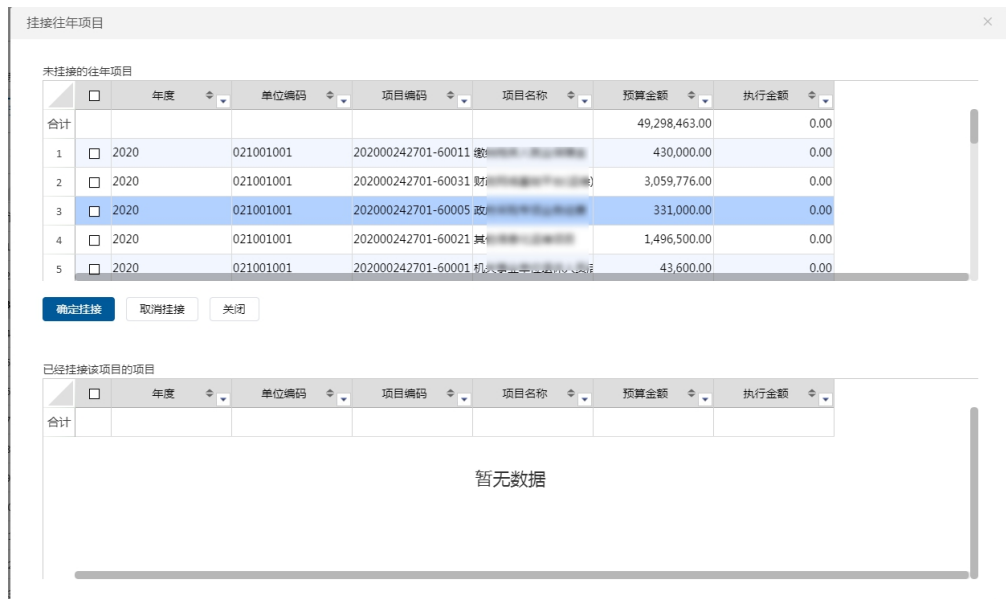 挂接往年项目
未挂接的往年项目
年度 单位编码 项目编码 项目名称 预算金额 执行金额
合计 49,298,463.00 0.00
1 2020 021001001 202000242701-60011 缴 430,000.00 0.00
2 2020 021001001 202000242701-60031 财 3,059,776.00 0.00
3 2020 021001001 202000242701-60005 政 331,000.00 0.00
4 2020 021001001 202000242701-60021 其 1,496,500.00 0.00
5 2020 021001001 202000242701-60001 机 43,600.00 0.00
确定挂接 取消挂接 关闭
已经挂接该项目的项目
年度 单位编码 项目编码 项目名称 预算金额 执行金额
合计
暂无数据